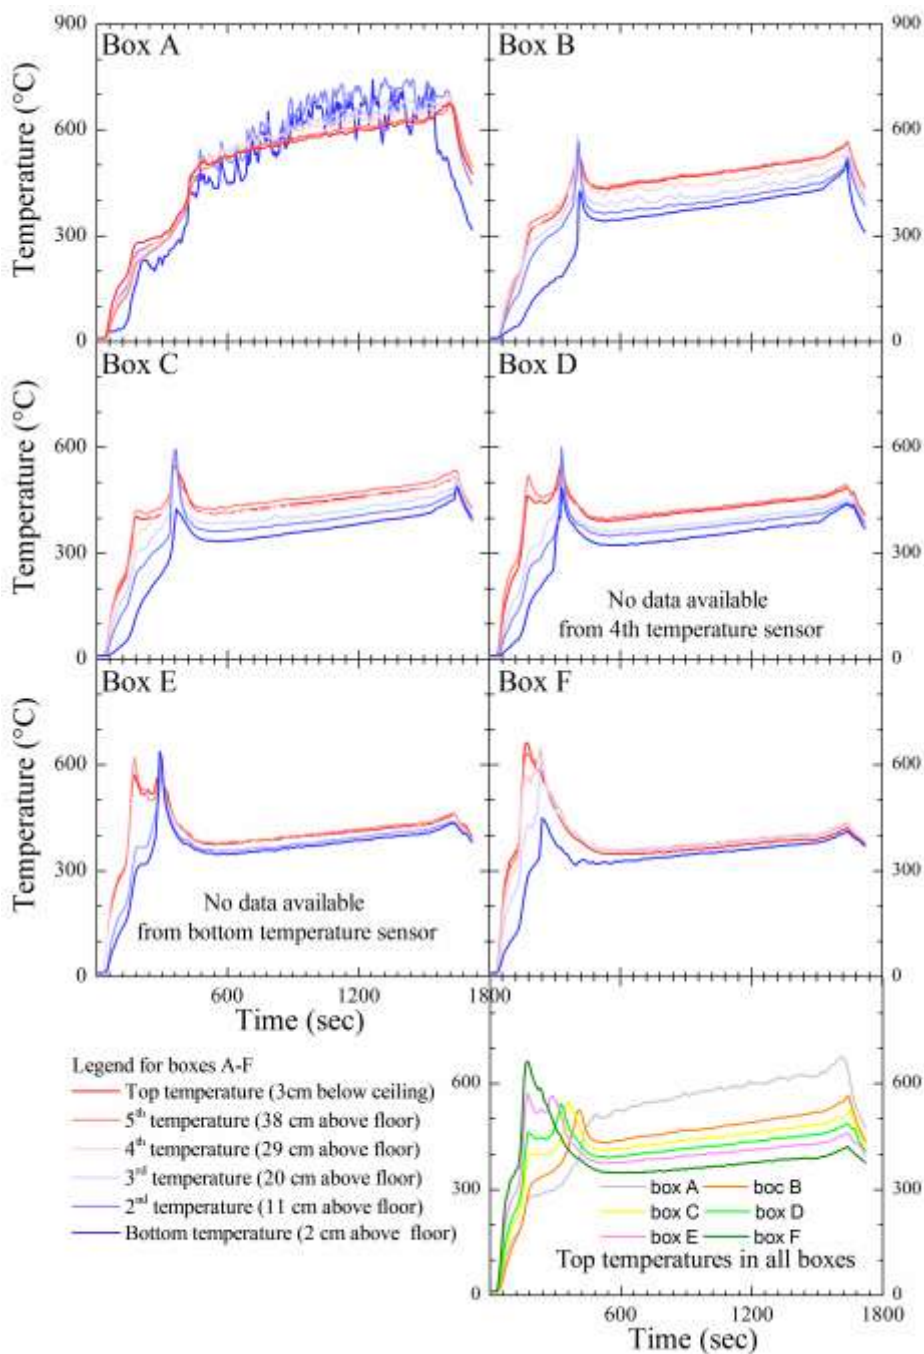 900
Box A
Box B
900
600
600
300
300
0
0
Temperature (°C)
Box C
Box D
600
600
300
300
No data available
from 4th temperature sensor
0
0
Temperature (°C)
Box E
Box F
600
600
300
300
No data available
from bottom temperature sensor
0
0
Temperature (°C)
600
1200
1800
Time (sec)
Legend for boxes A-F
Top temperature (3cm below ceiling)
5th temperature (38 cm above floor)
4th temperature (29 cm above floor)
3rd temperature (20 cm above floor)
2nd temperature (11 cm above floor)
Bottom temperature (2 cm above floor)
600
300
box A
boc B
box C
box D
box E
box F
Top temperatures in all boxes
0
600
1200
1800
Time (sec)